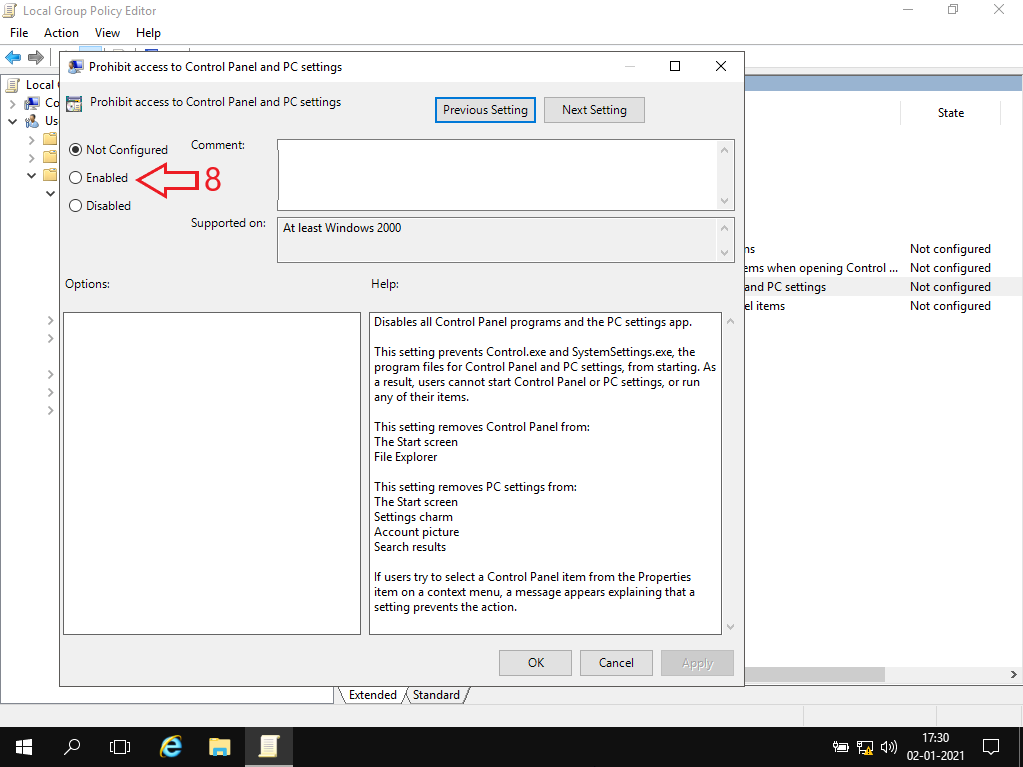 Local Group Policy Editor
File Action View Help
Prohibit access to Control Panel and PC settings
Prohibit access to Control Panel and PC settings
Previous Setting
Next Setting
Local
Co
Us
Not Configured
Enabled
Disabled
8
Comment:
Supported on:
At least Windows 2000
State
ns Not configured
ems when opening Control ... Not configured
and PC settings Not configured
el items Not configured
Options:
Help:
Disables all Control Panel programs and the PC settings app.
This setting prevents Control.exe and SystemSettings.exe, the
program files for Control Panel and PC settings, from starting. As
a result, users cannot start Control Panel or PC settings, or run
any of their items.
This setting removes Control Panel from:
The Start screen
File Explorer
This setting removes PC settings from:
The Start screen
Settings charm
Account picture
Search results
If users try to select a Control Panel item from the Properties
item on a context menu, a message appears explaining that a
setting prevents the action.
OK
Cancel
Apply
Extended Standard
17:30
02-01-2021